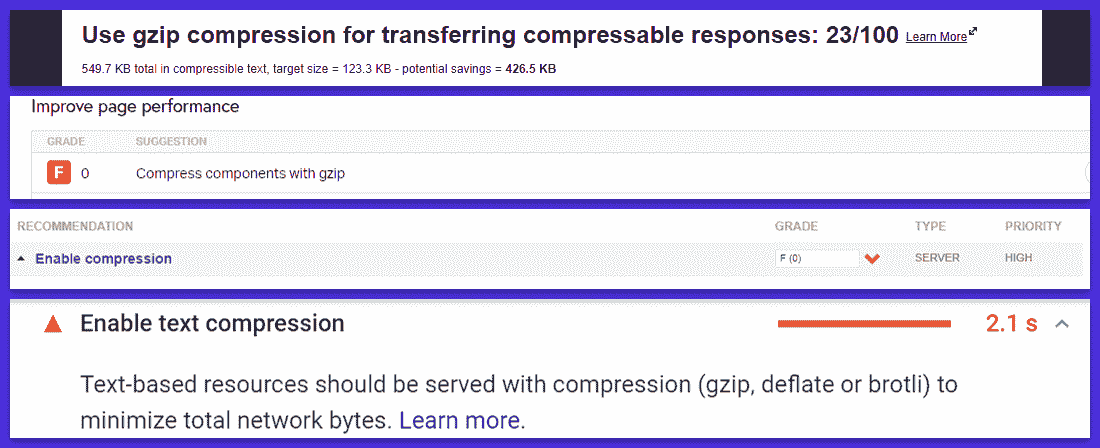 Use gzip compression for transferring compressable responses: 23/100 Learn More
549.7 KB total in compressible text, target size = 123.3 KB - potential savings = 426.5 KB
Improve page performance
GRADE SUGGESTION
F 0 Compress components with gzip
RECOMMENDATION GRADE TYPE PRIORITY
Enable compression F (0) SERVER HIGH
Enable text compression 2.1 s
Text-based resources should be served with compression (gzip, deflate or brotli) to
minimize total network bytes. Learn more.